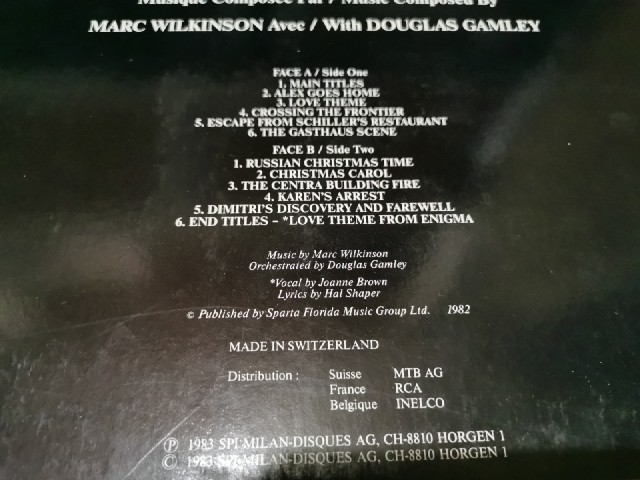 Musique Composée Par / Music Composed By
MARC WILKINSON Avec / With DOUGLAS GAMLEY
FACE A / Side One
1. MAIN TITLES
2. ALEX GOES HOME
3. LOVE THEME
4. CROSSING THE FRONTIER
5. ESCAPE FROM SCHILLER'S RESTAURANT
6. THE GASTHAUS SCENE
FACE B / Side Two
1. RUSSIAN CHRISTMAS TIME
2. CHRISTMAS CAROL
3. THE CENTRA BUILDING FIRE
4. KAREN'S ARREST
5. DIMITRI'S DISCOVERY AND FAREWELL
6. END TITLES – *LOVE THEME FROM ENIGMA
Music by Marc Wilkinson
Orchestrated by Douglas Gamley
*Vocal by Joanne Brown
Lyrics by Hal Shaper
© Published by Sparta Florida Music Group Ltd. 1982
MADE IN SWITZERLAND
Distribution : Suisse MTB AG
France RCA
Belgique INELCO
℗ 1983 SPI MILAN-DISQUES AG, CH-8810 HORGEN 1
© 1983 SPI MILAN-DISQUES AG, CH-8810 HORGEN 1